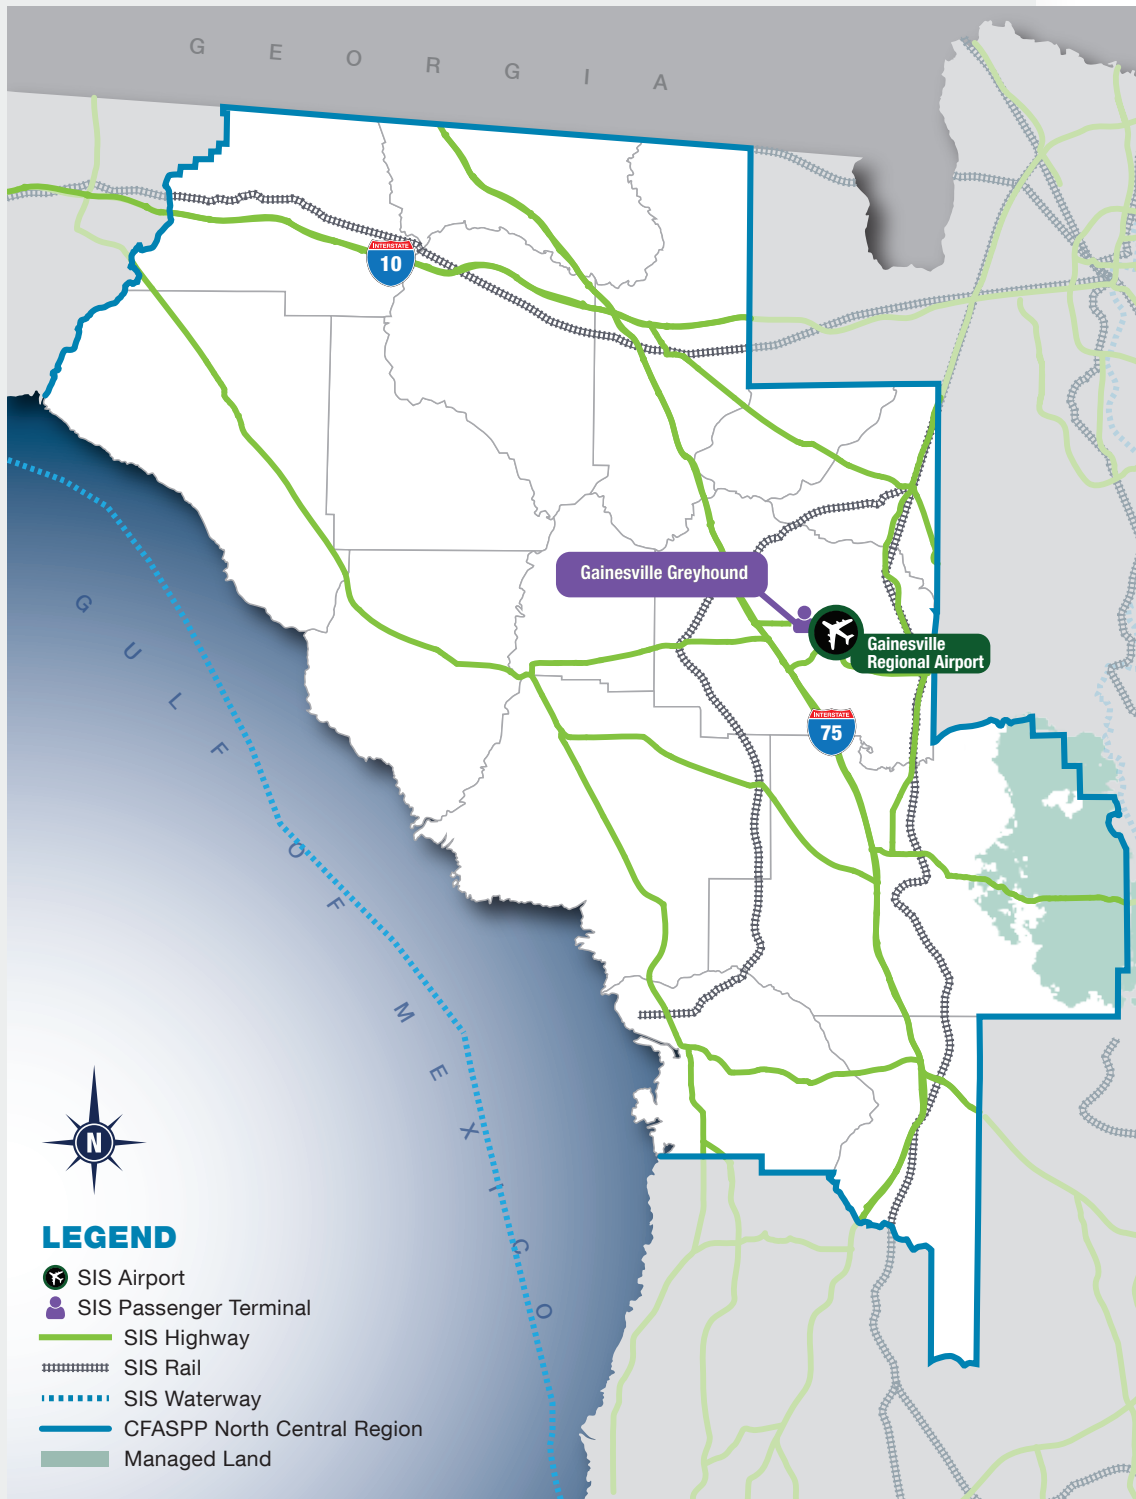 GEORGIA
INTERSTATE
10
Gainesville Greyhound
Gainesville
Regional Airport
INTERSTATE
75
GULF OF MEXICO
N
LEGEND
SIS Airport
SIS Passenger Terminal
SIS Highway
SIS Rail
SIS Waterway
CFASPP North Central Region
Managed Land